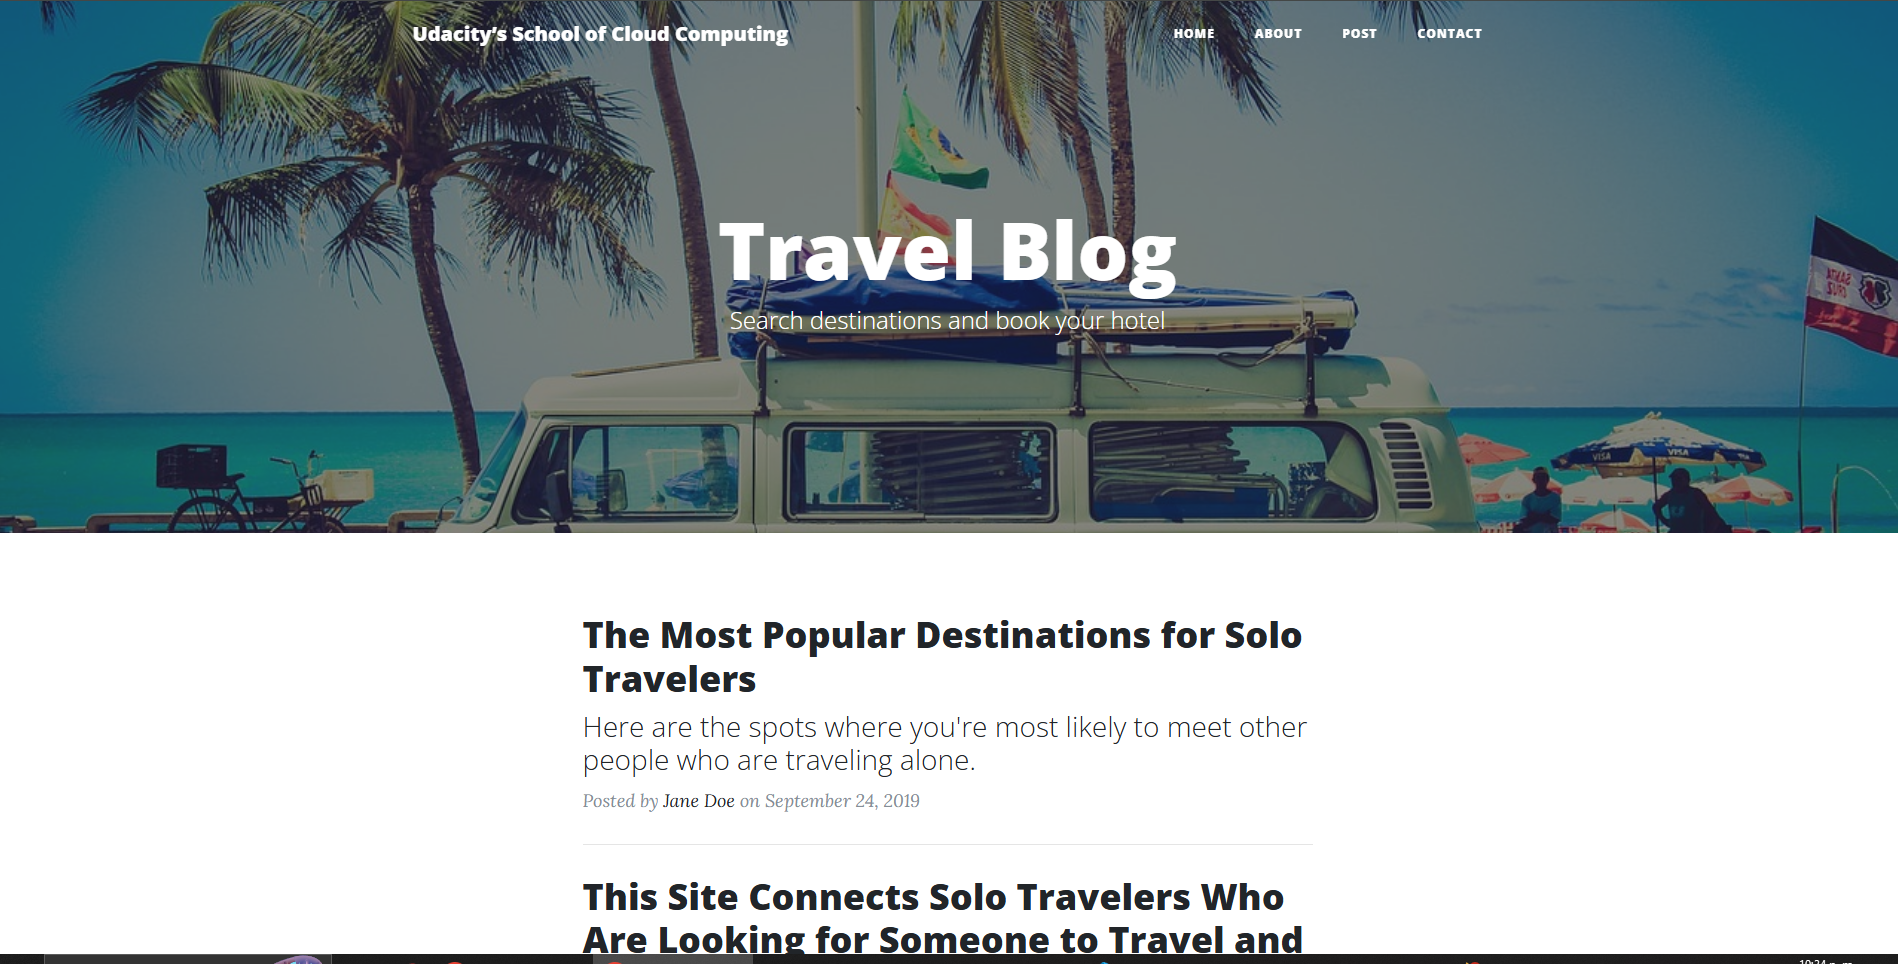 Udacity's School of Cloud Computing
HOME ABOUT POST CONTACT
Travel Blog
Search destinations and book your hotel
VISA VISA
The Most Popular Destinations for Solo
Travelers
Here are the spots where you're most likely to meet other
people who are traveling alone.
Posted by Jane Doe on September 24, 2019
This Site Connects Solo Travelers Who
Are Looking for Someone to Travel and